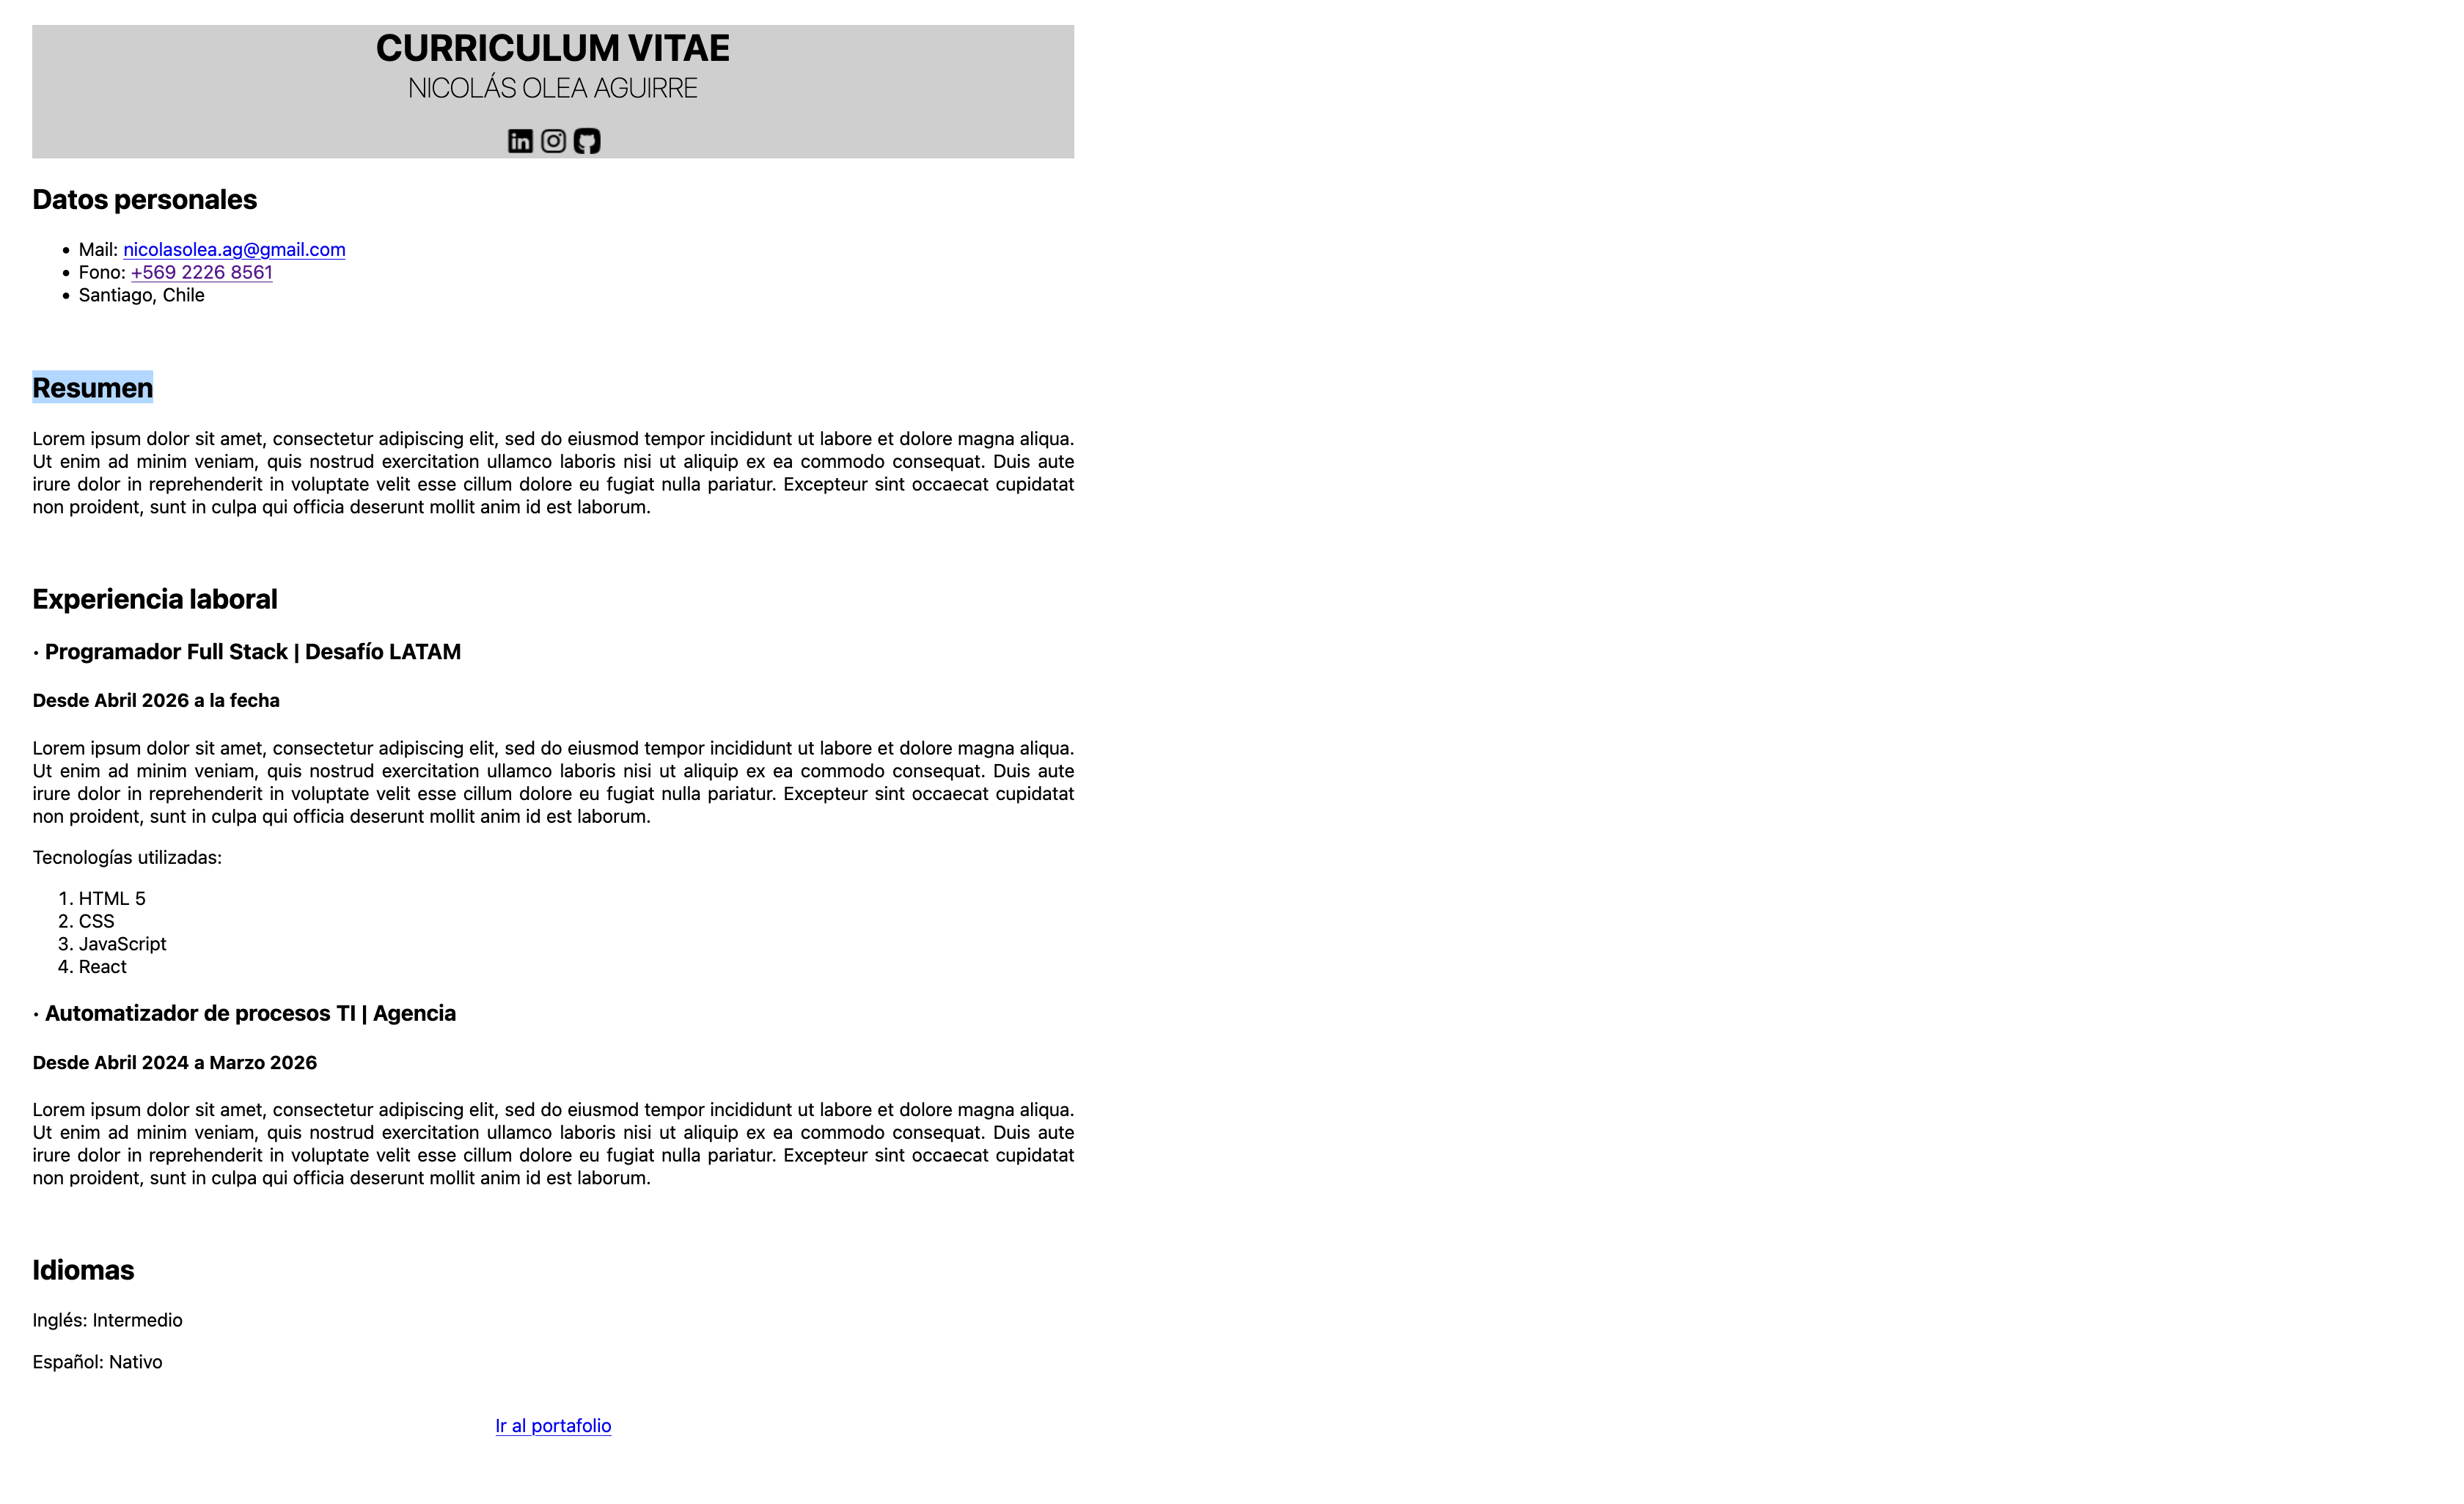 CURRICULUM VITAE
NICOLÁS OLEA AGUIRRE
in
Datos personales
• Mail: nicolasolea.ag@gmail.com
• Fono: +569 2226 8561
• Santiago, Chile
Resumen
Lorem ipsum dolor sit amet, consectetur adipiscing elit, sed do eiusmod tempor incididunt ut labore et dolore magna aliqua.
Ut enim ad minim veniam, quis nostrud exercitation ullamco laboris nisi ut aliquip ex ea commodo consequat. Duis aute
irure dolor in reprehenderit in voluptate velit esse cillum dolore eu fugiat nulla pariatur. Excepteur sint occaecat cupidatat
non proident, sunt in culpa qui officia deserunt mollit anim id est laborum.
Experiencia laboral
· Programador Full Stack | Desafío LATAM
Desde Abril 2026 a la fecha
Lorem ipsum dolor sit amet, consectetur adipiscing elit, sed do eiusmod tempor incididunt ut labore et dolore magna aliqua.
Ut enim ad minim veniam, quis nostrud exercitation ullamco laboris nisi ut aliquip ex ea commodo consequat. Duis aute
irure dolor in reprehenderit in voluptate velit esse cillum dolore eu fugiat nulla pariatur. Excepteur sint occaecat cupidatat
non proident, sunt in culpa qui officia deserunt mollit anim id est laborum.
Tecnologías utilizadas:
1. HTML 5
2. CSS
3. JavaScript
4. React
· Automatizador de procesos TI | Agencia
Desde Abril 2024 a Marzo 2026
Lorem ipsum dolor sit amet, consectetur adipiscing elit, sed do eiusmod tempor incididunt ut labore et dolore magna aliqua.
Ut enim ad minim veniam, quis nostrud exercitation ullamco laboris nisi ut aliquip ex ea commodo consequat. Duis aute
irure dolor in reprehenderit in voluptate velit esse cillum dolore eu fugiat nulla pariatur. Excepteur sint occaecat cupidatat
non proident, sunt in culpa qui officia deserunt mollit anim id est laborum.
Idiomas
Inglés: Intermedio
Español: Nativo
Ir al portafolio